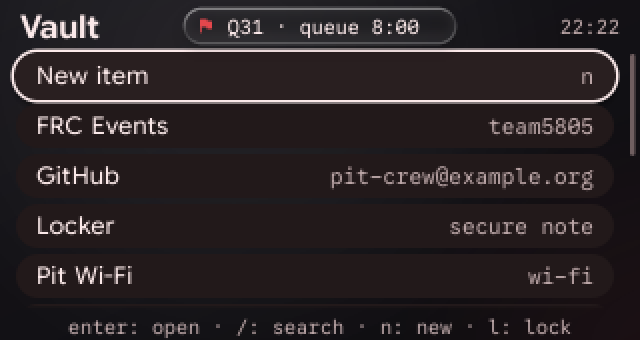 Vault
Q31 · queue 8:00
22:22
New item n
FRC Events team5805
GitHub pit-crew@example.org
Locker secure note
Pit Wi-Fi wi-fi
enter: open · /: search · n: new · l: lock